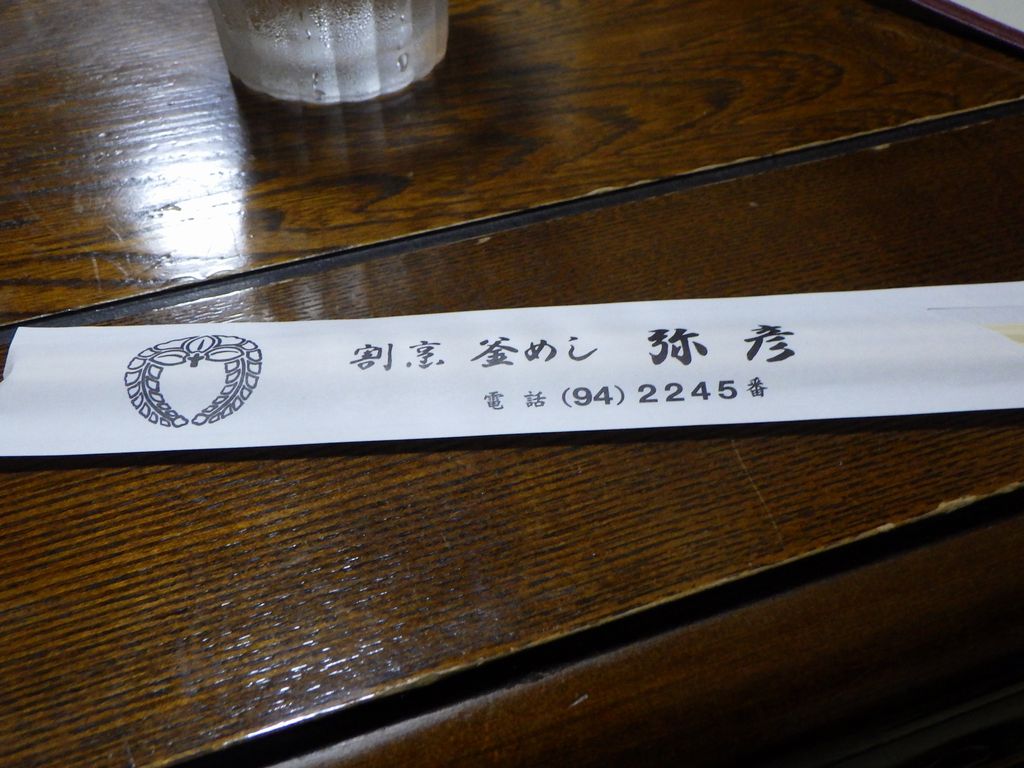 割烹 釜めし 弥彦
電話 (94) 2245番